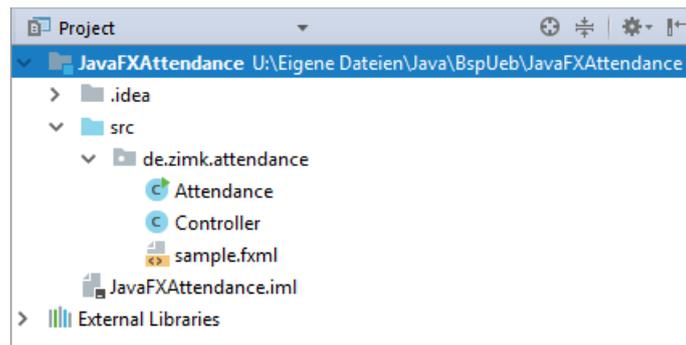 Project
JavaFXAttendance U:\Eigene Dateien\Java\BspUeb\JavaFXAttendance
.idea
src
de.zimk.attendance
Attendance
Controller
sample.fxml
JavaFXAttendance.iml
External Libraries